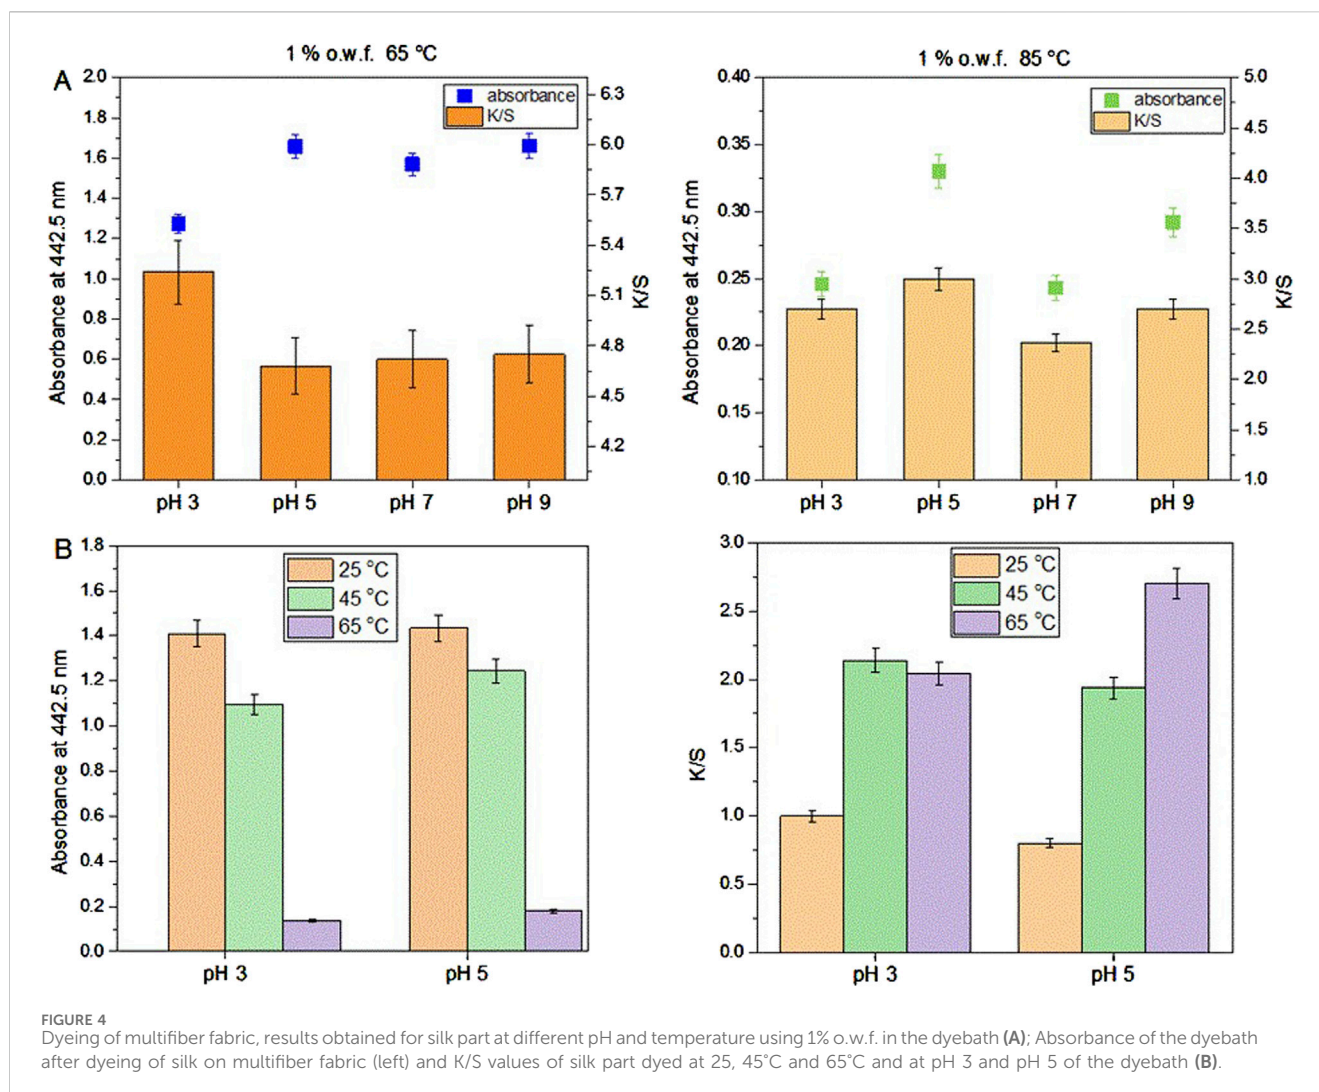 1 % o.w.f. 65 °C
A
2.0
1.8
1.6
1.4
1.2
1.0
0.8
0.6
0.4
0.2
0.0
Absorbance at 442.5 nm
absorbance
K/S
6.3
6.0
5.7
5.4
5.1
4.8
4.5
4.2
K/S
pH 3 pH 5 pH 7 pH 9
1 % o.w.f. 85 °C
0.40
0.35
0.30
0.25
0.20
0.15
0.10
Absorbance at 442.5 nm
absorbance
K/S
5.0
4.5
4.0
3.5
3.0
2.5
2.0
1.5
1.0
K/S
pH 3 pH 5 pH 7 pH 9
B
1.8
1.6
1.4
1.2
1.0
0.8
0.6
0.4
0.2
0.0
Absorbance at 442.5 nm
25 °C
45 °C
65 °C
pH 3 pH 5
3.0
2.5
2.0
1.5
1.0
0.5
0.0
K/S
25 °C
45 °C
65 °C
pH 3 pH 5
FIGURE 4
Dyeing of multifiber fabric, results obtained for silk part at different pH and temperature using 1% o.w.f. in the dyebath (A); Absorbance of the dyebath
after dyeing of silk on multifiber fabric (left) and K/S values of silk part dyed at 25, 45°C and 65°C and at pH 3 and pH 5 of the dyebath (B).